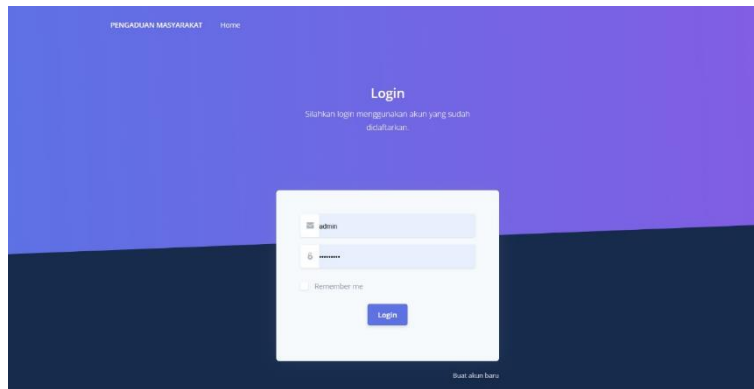 PENGADUAN MASYARAKAT Home
Login
Silahkan login menggunakan akun yang sudah
didaftarkan.
admin
•••••••••
Remember me
Login
Buat akun baru